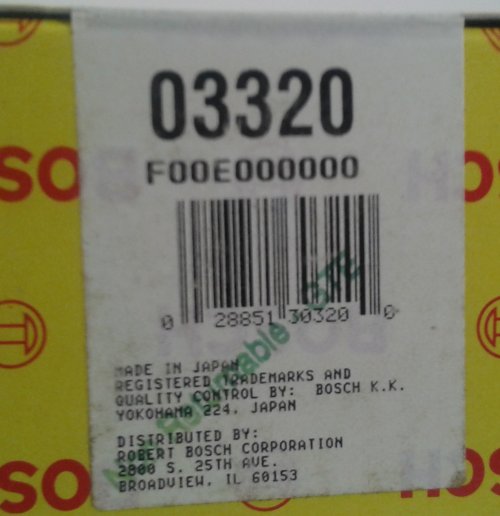 03320
F00E000000
0 28851 30320 0
MADE IN JAPAN
REGISTERED TRADEMARKS AND
QUALITY CONTROL BY: BOSCH K.K.
YOKOHAMA 224, JAPAN
DISTRIBUTED BY:
ROBERT BOSCH CORPORATION
2800 S. 25TH AVE.
BROADVIEW, IL 60153